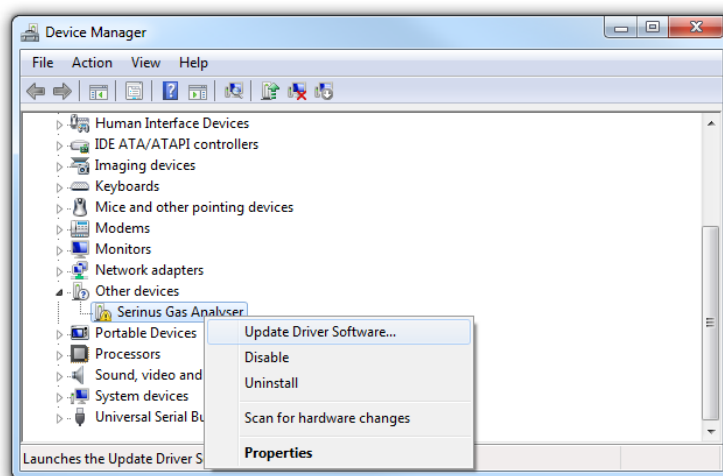 Device Manager
File Action View Help
Human Interface Devices
IDE ATA/ATAPI controllers
Imaging devices
Keyboards
Mice and other pointing devices
Modems
Monitors
Network adapters
Other devices
Serinus Gas Analyser
Portable Devices
Update Driver Software...
Processors
Disable
Sound, video and
Uninstall
System devices
Universal Serial Bu
Scan for hardware changes
Launches the Update Driver S
Properties